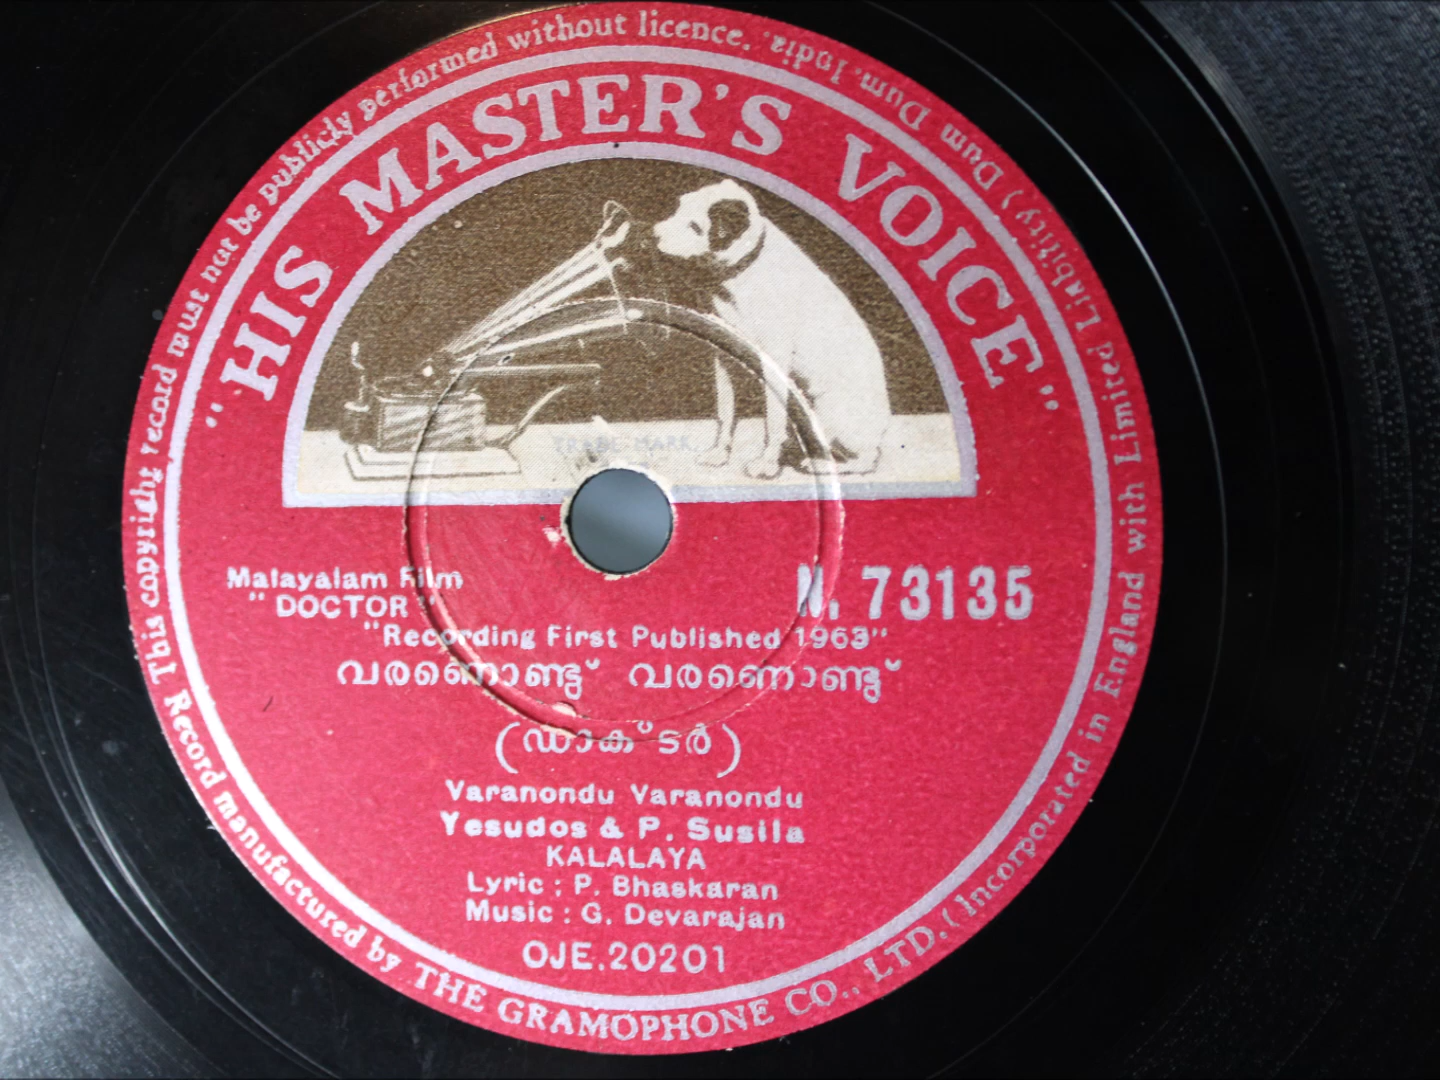 "HIS MASTER'S VOICE"
TRADE MARK
Malayalam Film
"DOCTOR"
N. 73135
"Recording First Published 1963"
വരണൊണ്ടു് വരണൊണ്ടു്
(ഡാക്ടർ)
Varanondu Varanondu
Yesudos & P. Susila
KALALAYA
Lyric : P. Bhaskaran
Music : G. Devarajan
OJE.20201
This copyright record must not be publicly performed without licence.
Record manufactured by THE GRAMOPHONE CO., LTD. (Incorporated in England with Limited Liability) Dum Dum. India.